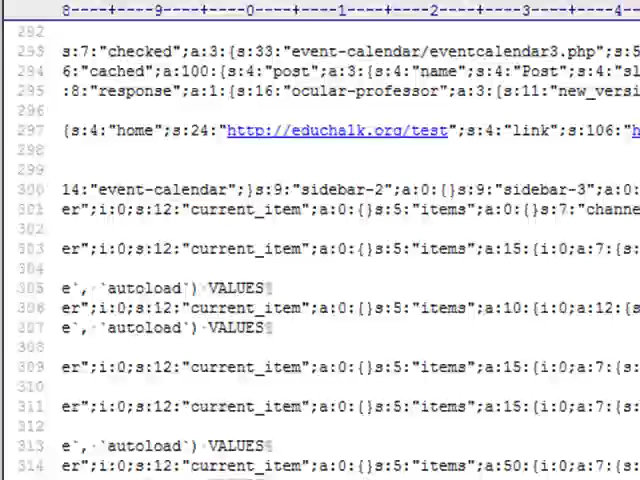 8----+----9----+----0----+----1----+----2----+----3----+----4--
292
293 s:7:"checked";a:3:{s:33:"event-calendar/eventcalendar3.php";s:5
294 6:"cached";a:100:{s:4:"post";a:3:{s:4:"name";s:4:"Post";s:4:"sl
295 :8:"response";a:1:{s:16:"ocular-professor";a:3:{s:11:"new_versi
296
297 {s:4:"home";s:24:"http://educhalk.org/test";s:4:"link";s:106:"h
298
299
300 14:"event-calendar";}s:9:"sidebar-2";a:0:{}s:9:"sidebar-3";a:0:
301 er";i:0;s:12:"current_item";a:0:{}s:5:"items";a:0:{}s:7:"channe
302
303 er";i:0;s:12:"current_item";a:0:{}s:5:"items";a:15:{i:0;a:7:{s:
304
305 e`, `autoload`) VALUES¶
306 er";i:0;s:12:"current_item";a:0:{}s:5:"items";a:10:{i:0;a:12:{s
307 e`, `autoload`) VALUES¶
308
309 er";i:0;s:12:"current_item";a:0:{}s:5:"items";a:15:{i:0;a:7:{s:
310
311 er";i:0;s:12:"current_item";a:0:{}s:5:"items";a:15:{i:0;a:7:{s:
312
313 e`, `autoload`) VALUES¶
314 er";i:0;s:12:"current_item";a:0:{}s:5:"items";a:50:{i:0;a:7:{s: